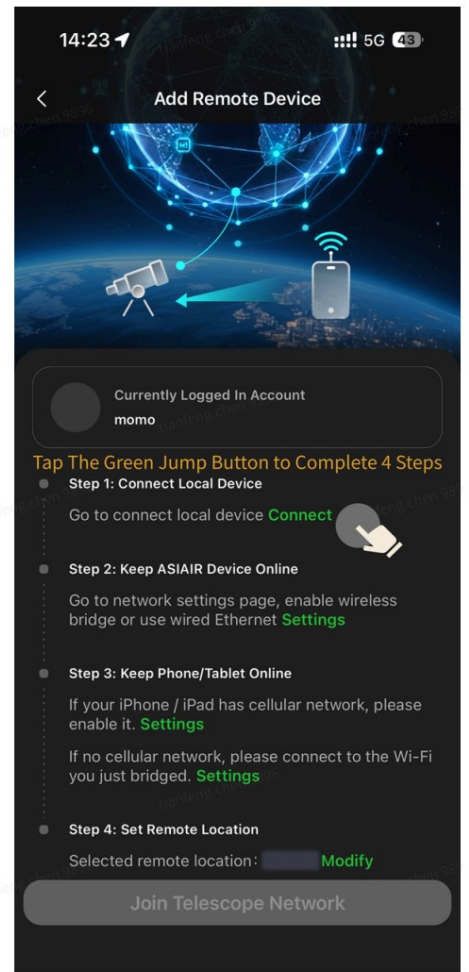 14:23
5G 43
Add Remote Device
Currently Logged In Account
momo
Tap The Green Jump Button to Complete 4 Steps
Step 1: Connect Local Device
Go to connect local device Connect
Step 2: Keep ASIAIR Device Online
Go to network settings page, enable wireless
bridge or use wired Ethernet Settings
Step 3: Keep Phone/Tablet Online
If your iPhone / iPad has cellular network, please
enable it. Settings
If no cellular network, please connect to the Wi-Fi
you just bridged. Settings
Step 4: Set Remote Location
Selected remote location: Modify
Join Telescope Network